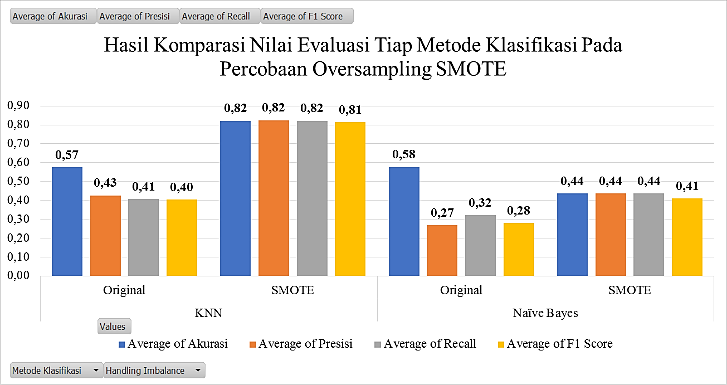 Average of Akurasi Average of Presisi Average of Recall Average of F1 Score
Hasil Komparasi Nilai Evaluasi Tiap Metode Klasifikasi Pada
Percobaan Oversampling SMOTE
0,90
0,80
0,70
0,60
0,50
0,40
0,30
0,20
0,10
0,00
0,57 0,43 0,41 0,40
0,82 0,82 0,82 0,81
0,58 0,27 0,32 0,28
0,44 0,44 0,44 0,41
Original SMOTE Original SMOTE
KNN Naïve Bayes
Values
Average of Akurasi Average of Presisi Average of Recall Average of F1 Score
Metode Klasifikasi Handling Imbalance